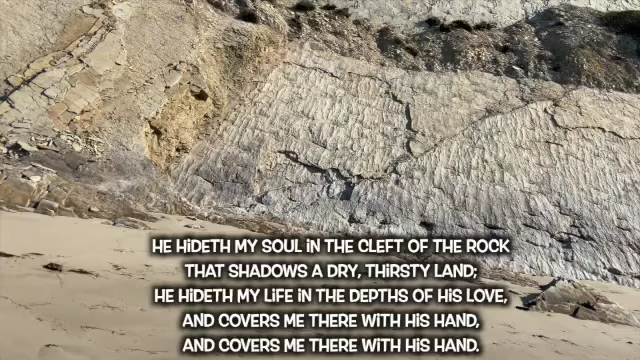 HE HIDETH MY SOUL IN THE CLEFT OF THE ROCK
THAT SHADOWS A DRY, THIRSTY LAND;
HE HIDETH MY LIFE IN THE DEPTHS OF HIS LOVE,
AND COVERS ME THERE WITH HIS HAND,
AND COVERS ME THERE WITH HIS HAND.